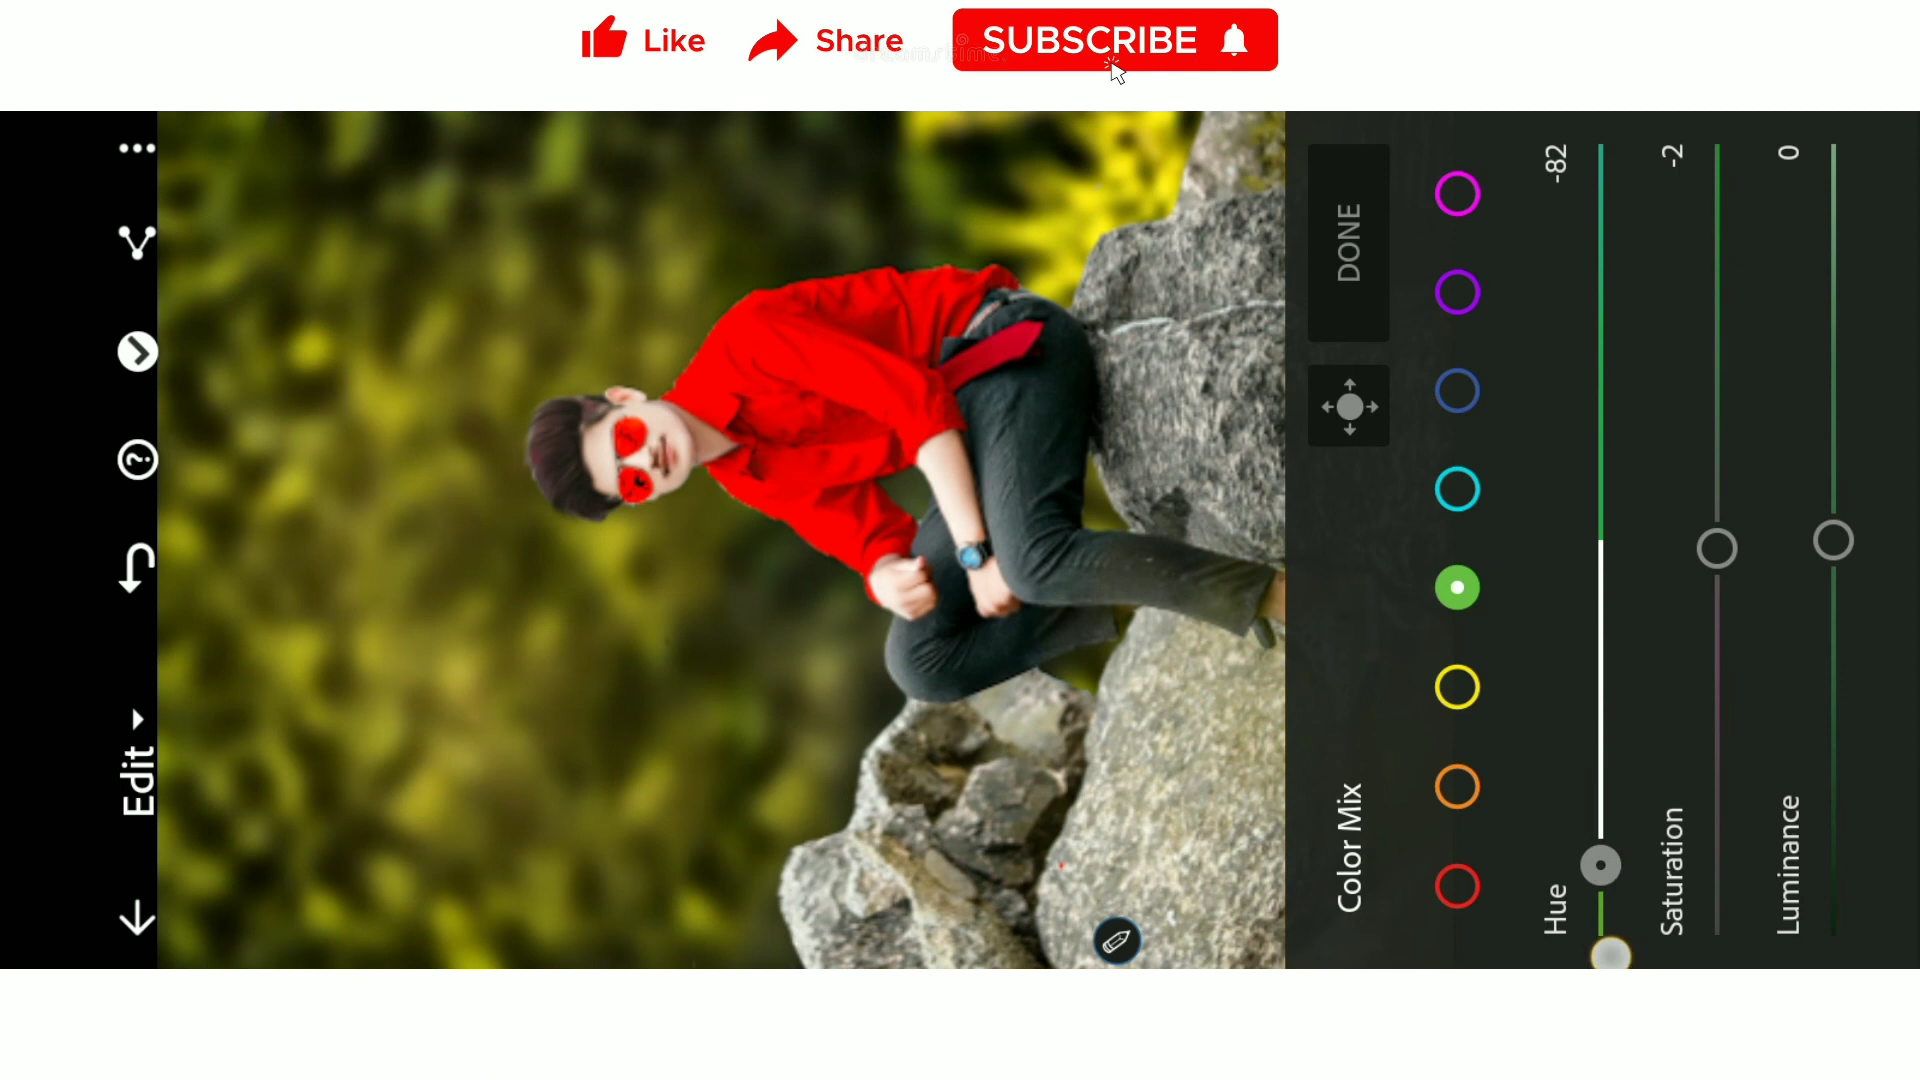 Like
Share
SUBSCRIBE
Edit
Color Mix
DONE
Hue
-82
Saturation
-2
Luminance
0